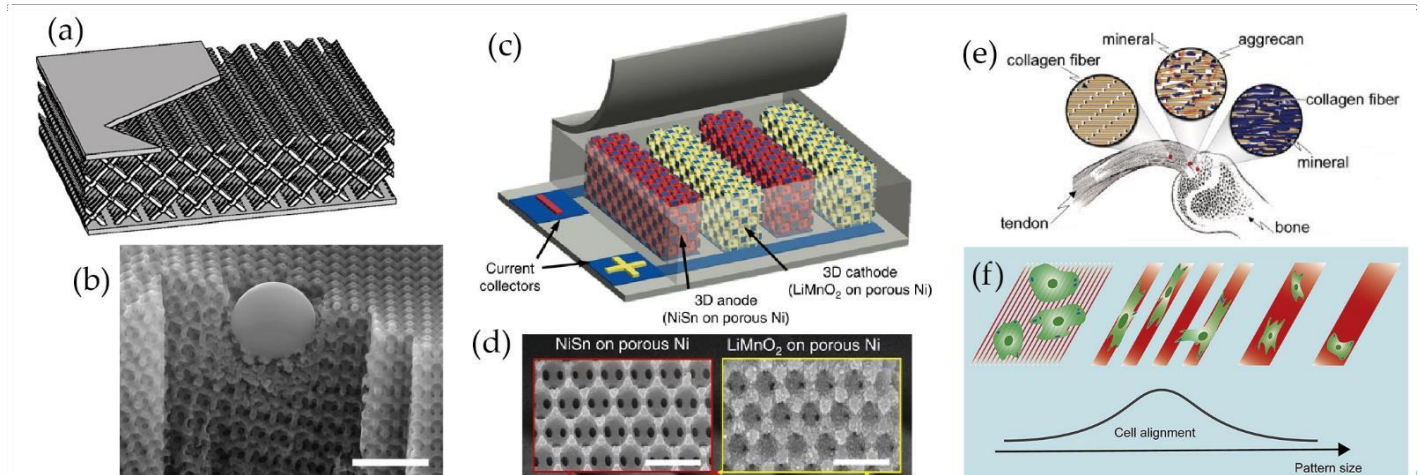 (a)
(b)
(c)
Current
collectors
3D anode
(NiSn on porous Ni)
3D cathode
(LiMnO₂ on porous Ni)
(d)
NiSn on porous Ni
LiMnO₂ on porous Ni
(e)
collagen fiber
mineral
aggrecan
collagen fiber
mineral
tendon
bone
(f)
Cell alignment
Pattern size